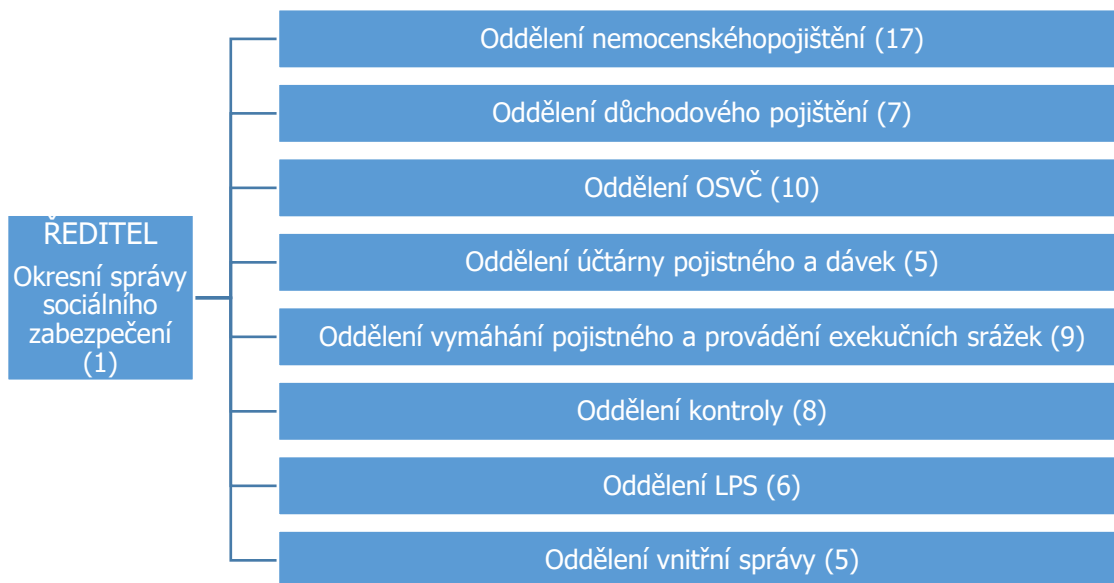 ŘEDITEL
Okresní správy
sociálního
zabezpečení
(1)
Oddělení nemocenskéhopojištění (17)
Oddělení důchodového pojištění (7)
Oddělení OSVČ (10)
Oddělení účtárny pojistného a dávek (5)
Oddělení vymáhání pojistného a provádění exekučních srážek (9)
Oddělení kontroly (8)
Oddělení LPS (6)
Oddělení vnitřní správy (5)